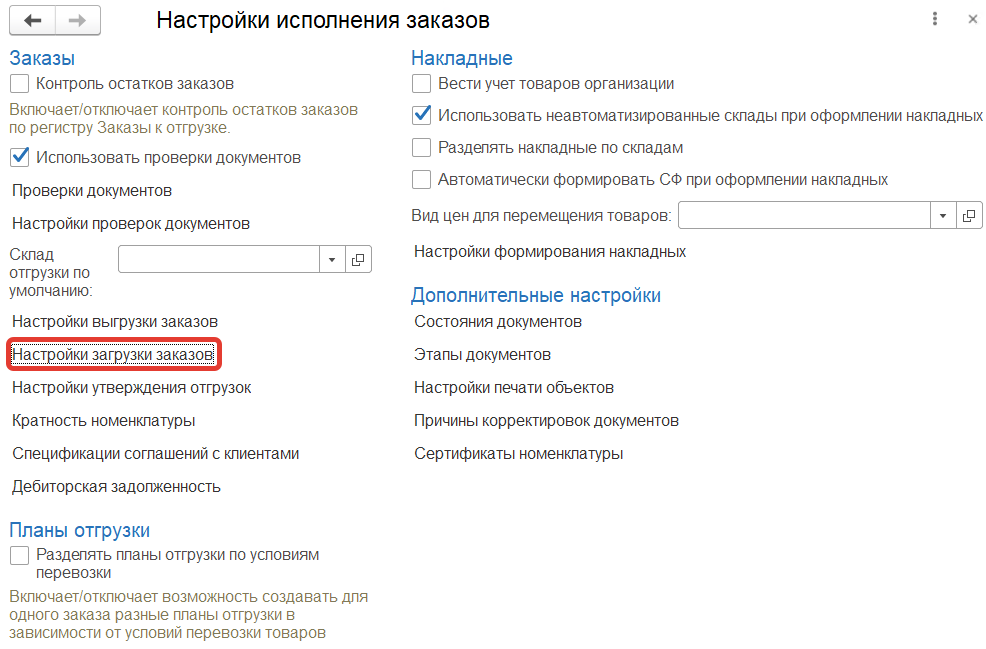 Настройки исполнения заказов
Заказы
Контроль остатков заказов
Включает/отключает контроль остатков заказов
по регистру Заказы к отгрузке.
Использовать проверки документов
Проверки документов
Настройки проверок документов
Склад
отгрузки по
умолчанию:
Настройки выгрузки заказов
Настройки загрузки заказов
Настройки утверждения отгрузок
Кратность номенклатуры
Спецификации соглашений с клиентами
Дебиторская задолженность
Планы отгрузки
Разделять планы отгрузки по условиям
перевозки
Включает/отключает возможность создавать для
одного заказа разные планы отгрузки в
зависимости от условий перевозки товаров
Накладные
Вести учет товаров организации
Использовать неавтоматизированные склады при оформлении накладных
Разделять накладные по складам
Автоматически формировать СФ при оформлении накладных
Вид цен для перемещения товаров:
Настройки формирования накладных
Дополнительные настройки
Состояния документов
Этапы документов
Настройки печати объектов
Причины корректировок документов
Сертификаты номенклатуры